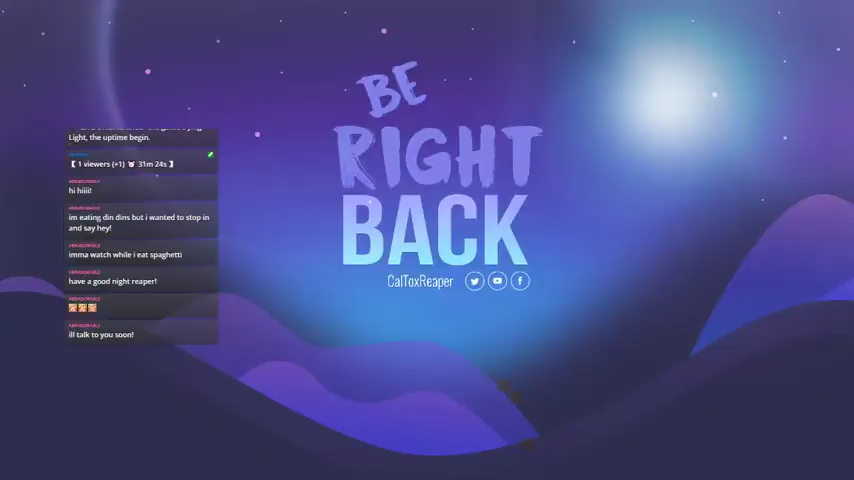 Light, the uptime begin.
【 1 viewers (+1) 31m 24s 】
hi hiiii!
im eating din dins but i wanted to stop in
and say hey!
imma watch while i eat spaghetti
have a good night reaper!
ill talk to you soon!
BE
RIGHT
BACK
CalToxReaper